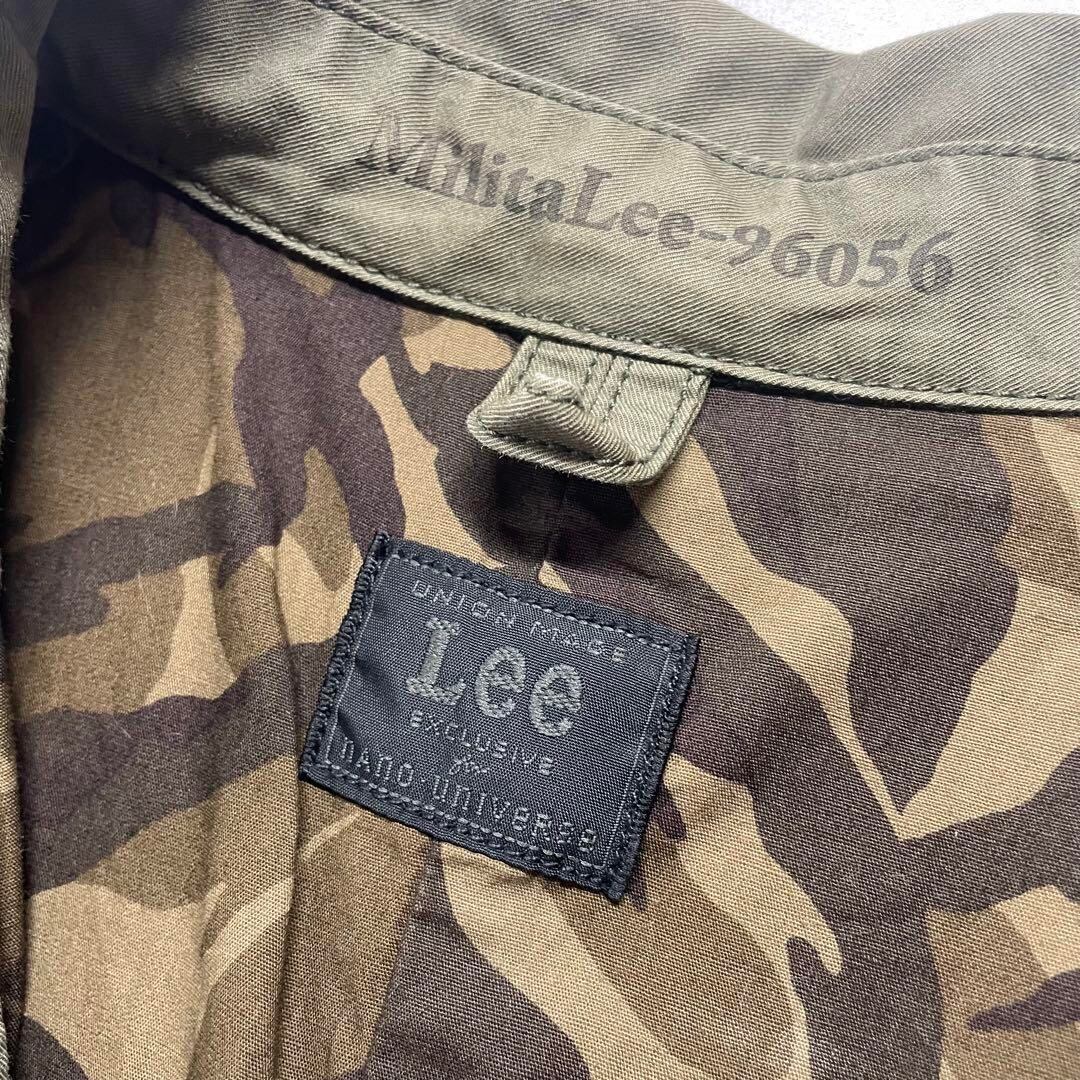 MilitaLee-96056
UNION MADE
Lee
EXCLUSIVE
for
nano·universe